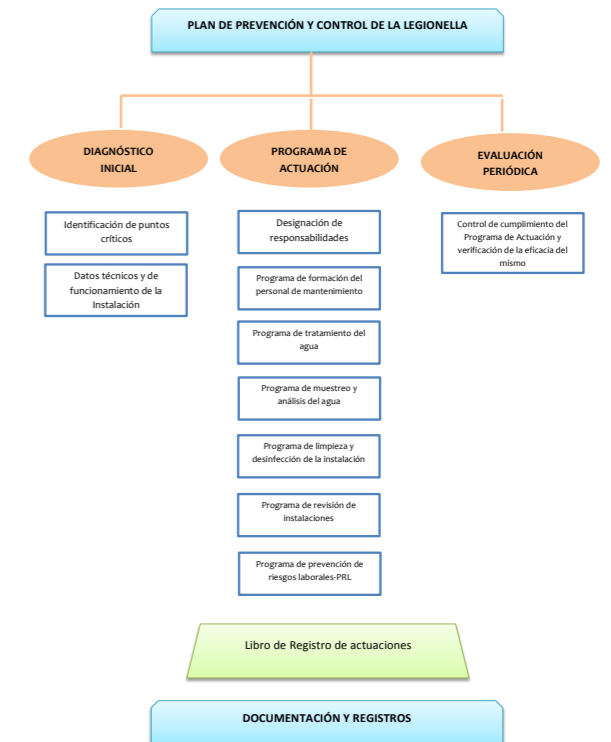 PLAN DE PREVENCIÓN Y CONTROL DE LA LEGIONELLA
DIAGNÓSTICO
INICIAL
Identificación de puntos
críticos
Datos técnicos y de
funcionamiento de la
Instalación
PROGRAMA DE
ACTUACIÓN
Designación de
responsabilidades
Programa de formación del
personal de mantenimiento
Programa de tratamiento del
agua
Programa de muestreo y
análisis del agua
Programa de limpieza y
desinfección de la instalación
Programa de revisión de
instalaciones
Programa de prevención de
riesgos laborales-PRL
EVALUACIÓN
PERIÓDICA
Control de cumplimiento del
Programa de Actuación y
verificación de la eficacia del
mismo
Libro de Registro de actuaciones
DOCUMENTACIÓN Y REGISTROS